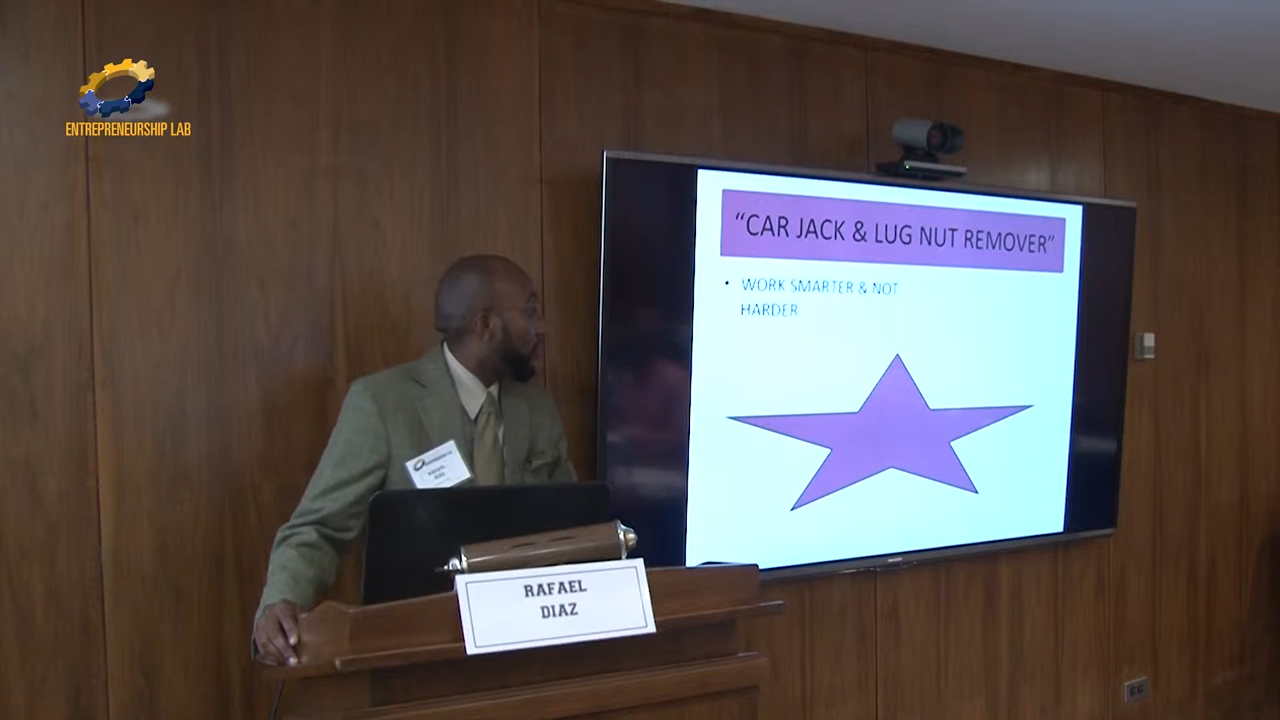 ENTREPRENEURSHIP LAB
“CAR JACK & LUG NUT REMOVER”
• WORK SMARTER & NOT
HARDER
RAFAEL
DIAZ